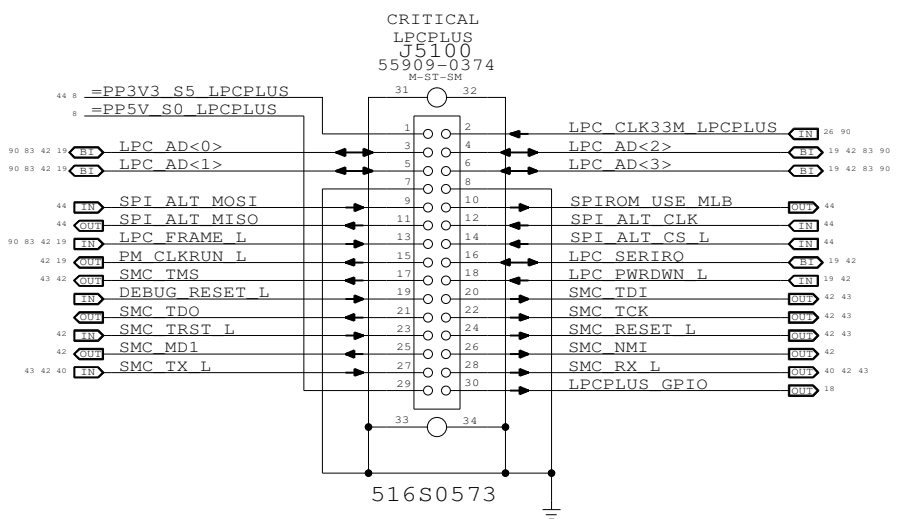 CRITICAL
LPCPLUS
J5100
55909-0374
M-ST-SM
31 32
44 8 =PP3V3_S5_LPCPLUS
8 =PP5V_S0_LPCPLUS
1 2 LPC_CLK33M_LPCPLUS IN 26 90
90 83 42 19 BI LPC_AD<0> 3 4 LPC_AD<2> BI 19 42 83 90
90 83 42 19 BI LPC_AD<1> 5 6 LPC_AD<3> BI 19 42 83 90
7 8
44 IN SPI_ALT_MOSI 9 10 SPIROM_USE_MLB OUT 44
44 OUT SPI_ALT_MISO 11 12 SPI_ALT_CLK IN 44
90 83 42 19 IN LPC_FRAME_L 13 14 SPI_ALT_CS_L IN 44
42 19 OUT PM_CLKRUN_L 15 16 LPC_SERIRQ BI 19 42
43 42 OUT SMC_TMS 17 18 LPC_PWRDWN_L IN 19 42
IN DEBUG_RESET_L 19 20 SMC_TDI OUT 42 43
OUT SMC_TDO 21 22 SMC_TCK OUT 42 43
42 IN SMC_TRST_L 23 24 SMC_RESET_L OUT 42 43
42 OUT SMC_MD1 25 26 SMC_NMI OUT 42
43 42 40 IN SMC_TX_L 27 28 SMC_RX_L OUT 40 42 43
29 30 LPCPLUS_GPIO OUT 18
33 34
516S0573